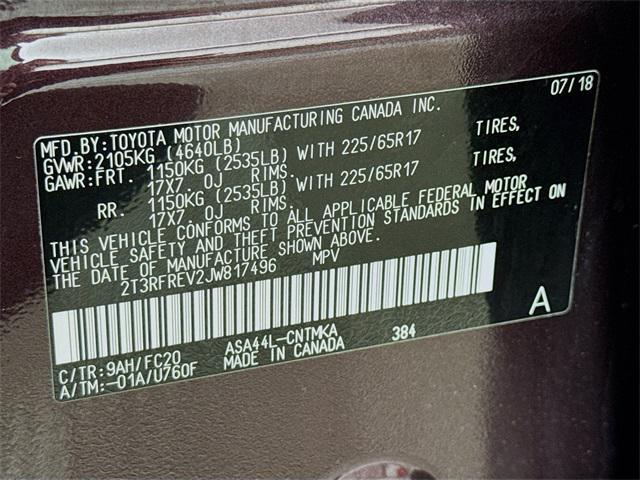 07/18
MFD.BY:TOYOTA MOTOR MANUFACTURING CANADA INC.
GVWR:2105KG (4640LB)
GAWR:FRT. 1150KG (2535LB) WITH 225/65R17 TIRES,
17X7. 0J RIMS.
RR. 1150KG (2535LB) WITH 225/65R17 TIRES,
17X7. 0J RIMS.
THIS VEHICLE CONFORMS TO ALL APPLICABLE FEDERAL MOTOR
VEHICLE SAFETY AND THEFT PREVENTION STANDARDS IN EFFECT ON
THE DATE OF MANUFACTURE SHOWN ABOVE.
2T3RFREV2JW817496 MPV
A
C/TR:9AH/FC20 ASA44L-CNTMKA 384
A/TM:-01A/U760F MADE IN CANADA